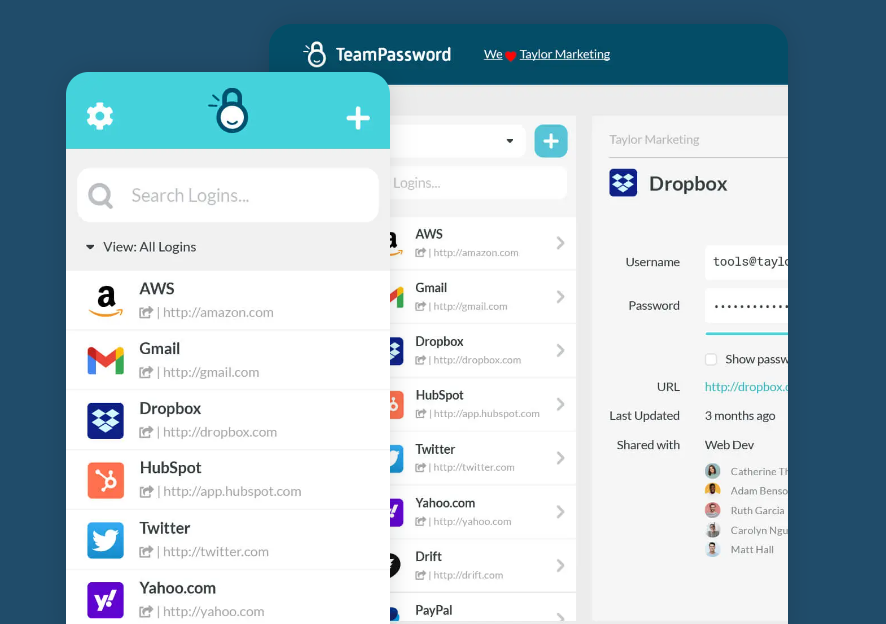 TeamPassword
We Taylor Marketing
Search Logins...
View: All Logins
AWS
| http://amazon.com
Gmail
| http://gmail.com
Dropbox
| http://dropbox.com
HubSpot
| http://app.hubspot.com
Twitter
| http://twitter.com
Yahoo.com
| http://yahoo.com
Logins...
AWS
| http://amazon.com
Gmail
| http://gmail.com
Dropbox
| http://dropbox.com
HubSpot
| http://app.hubspot.com
Twitter
| http://twitter.com
Yahoo.com
| http://yahoo.com
Drift
| http://drift.com
PayPal
Taylor Marketing
Dropbox
Username tools@taylo
Password ............
Show passw
URL http://dropbox.c
Last Updated 3 months ago
Shared with Web Dev
Catherine Th
Adam Benso
Ruth Garcia
Carolyn Ngu
Matt Hall